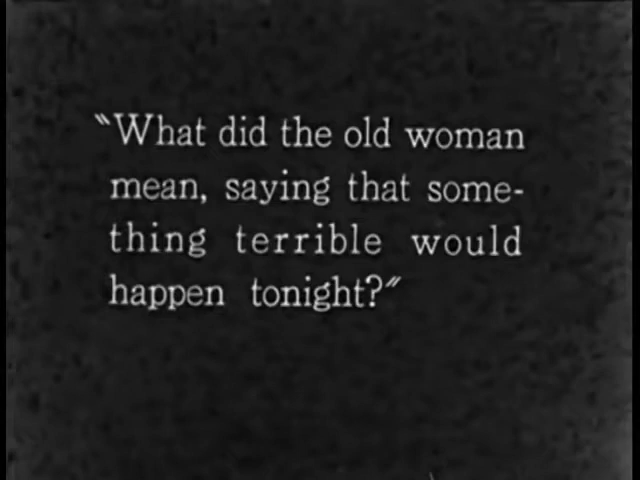 "What did the old woman
mean, saying that some-
thing terrible would
happen tonight?"